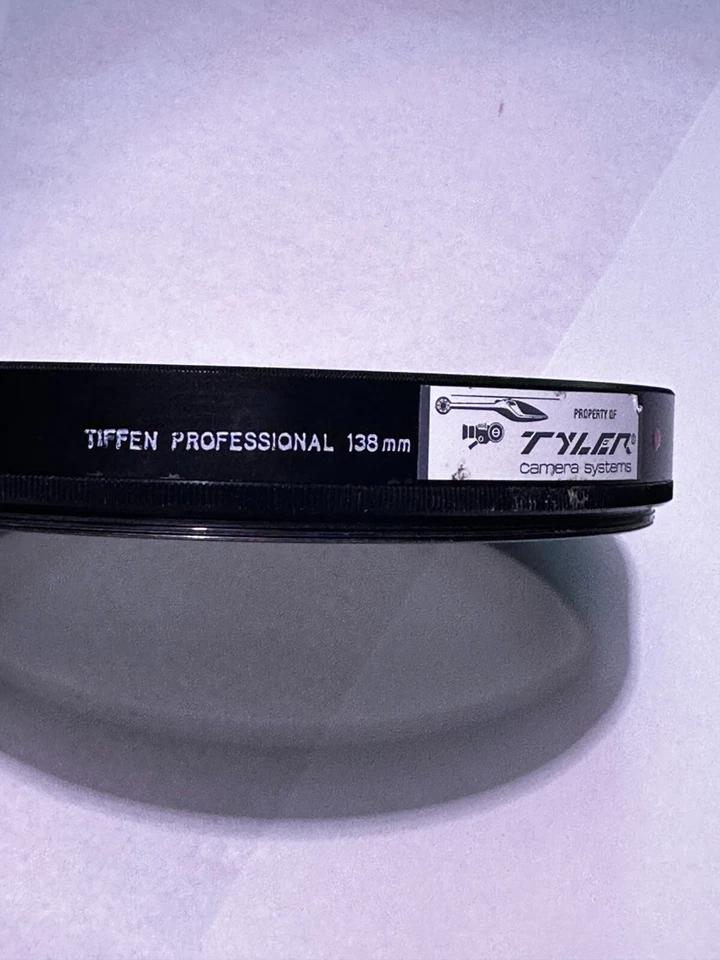 TIFFEN PROFESSIONAL 138mm
PROPERTY OF
TYLER®
camera systems